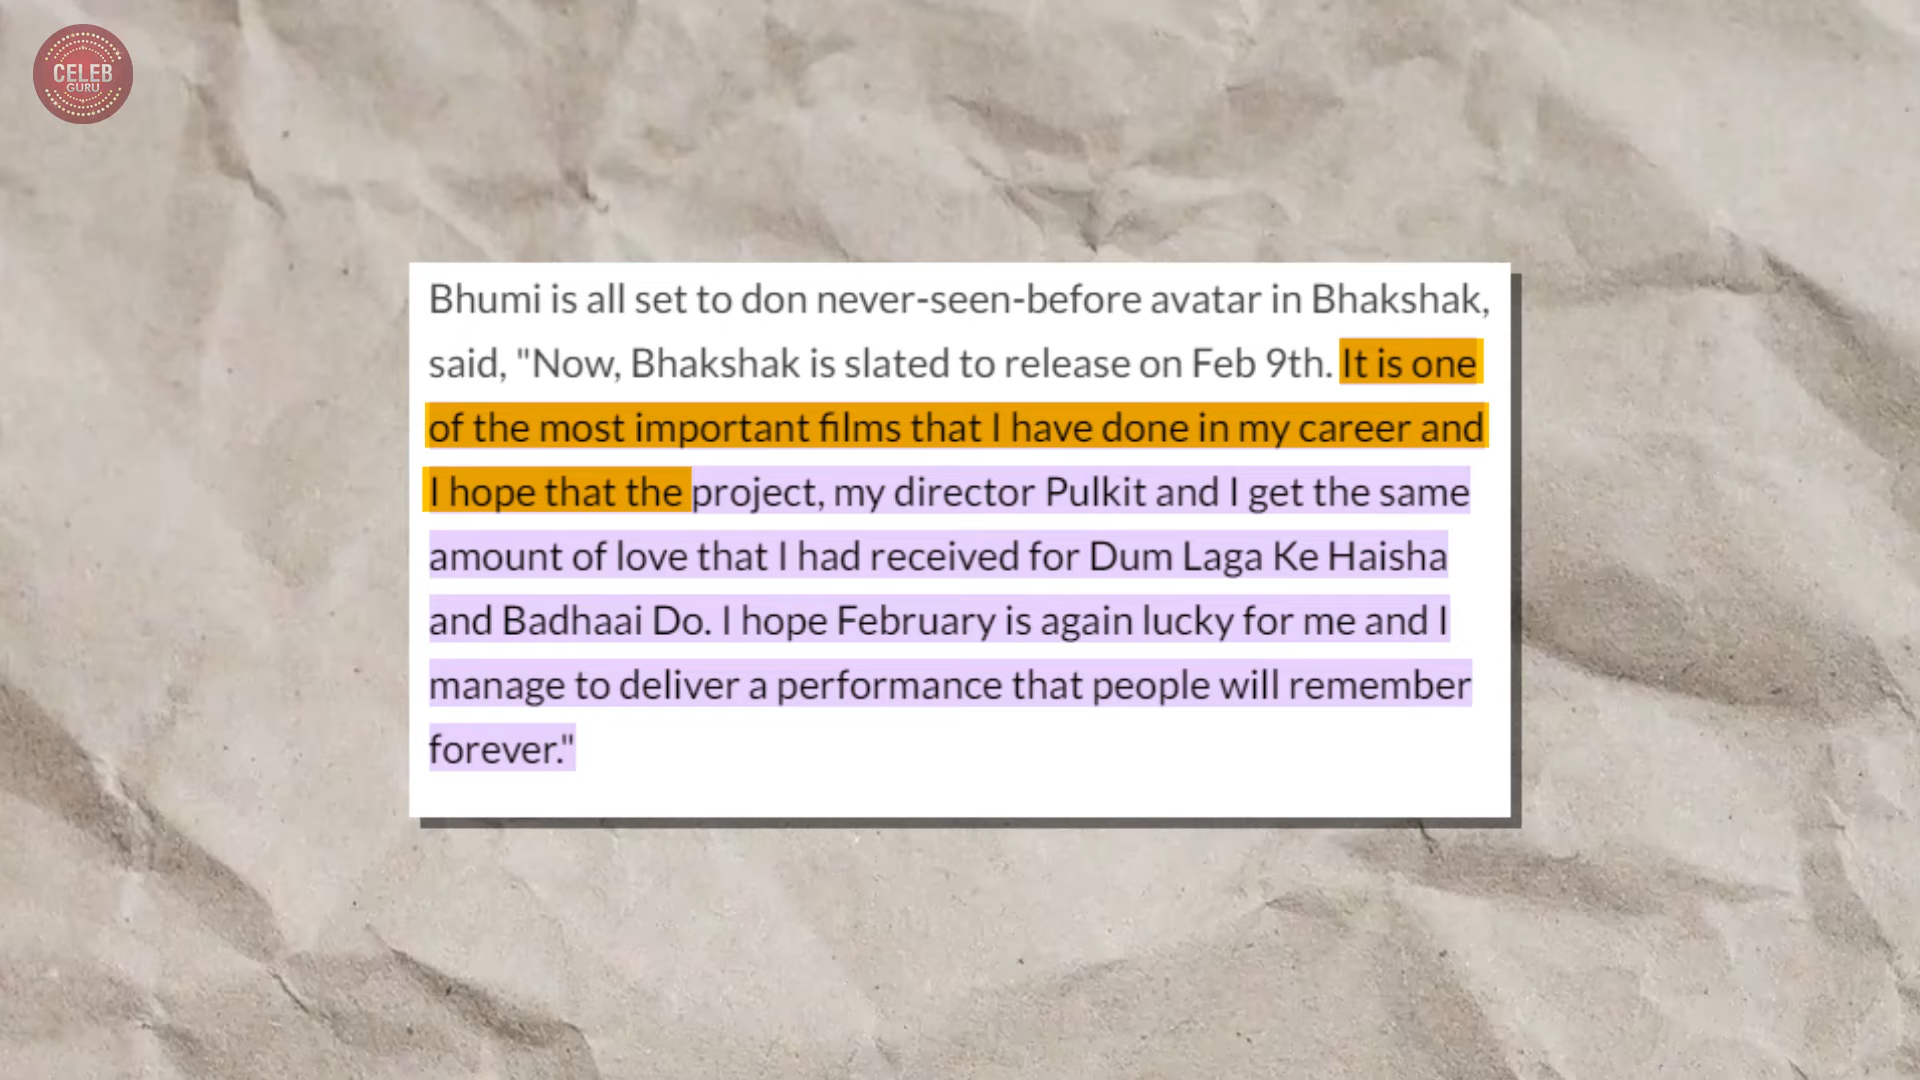 CELEB
GURU
Bhumi is all set to don never-seen-before avatar in Bhakshak,
said, "Now, Bhakshak is slated to release on Feb 9th. It is one
of the most important films that I have done in my career and
I hope that the project, my director Pulkit and I get the same
amount of love that I had received for Dum Laga Ke Haisha
and Badhaai Do. I hope February is again lucky for me and I
manage to deliver a performance that people will remember
forever."